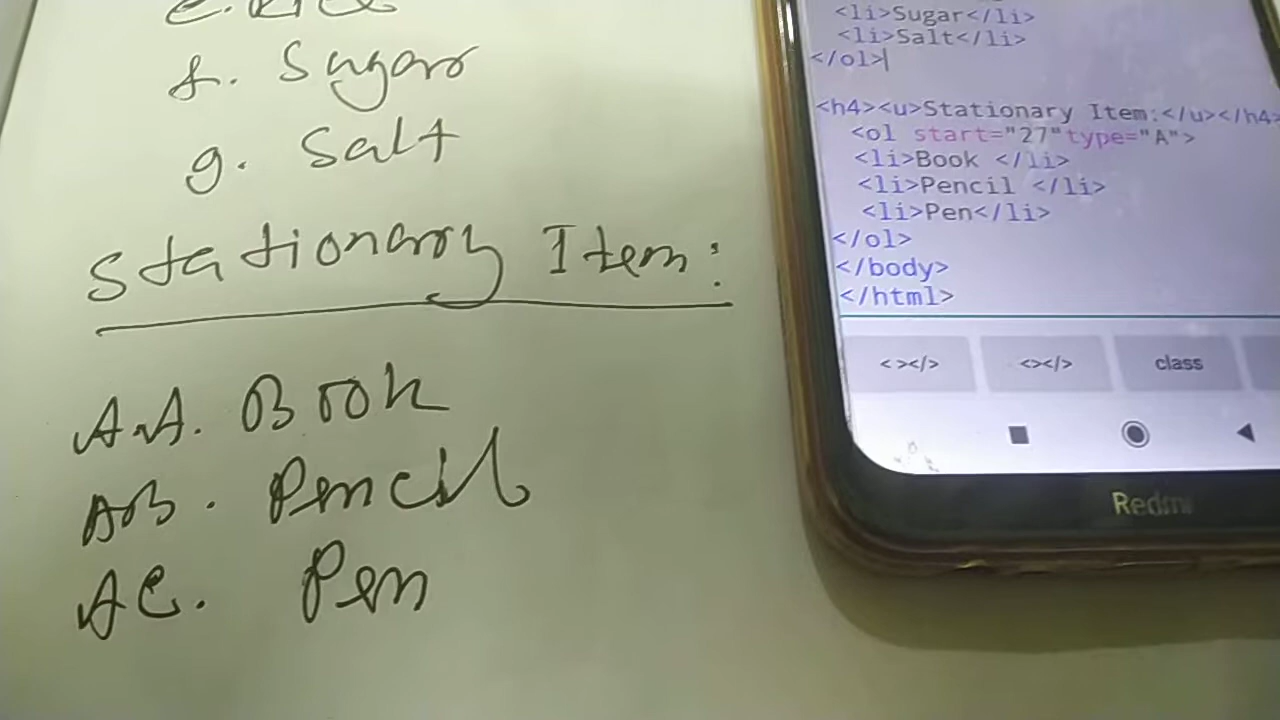 e. Rice
f. Sugar
g. Salt
Stationary Item:
A.A. Book
AB. Pencil
AC. Pen
<li>Sugar</li>
<li>Salt</li>
</ol>
<h4><u>Stationary Item:</u></h4>
<ol start="27"type="A">
<li>Book </li>
<li>Pencil </li>
<li>Pen</li>
</ol>
</body>
</html>
<></> <></> class
Redmi